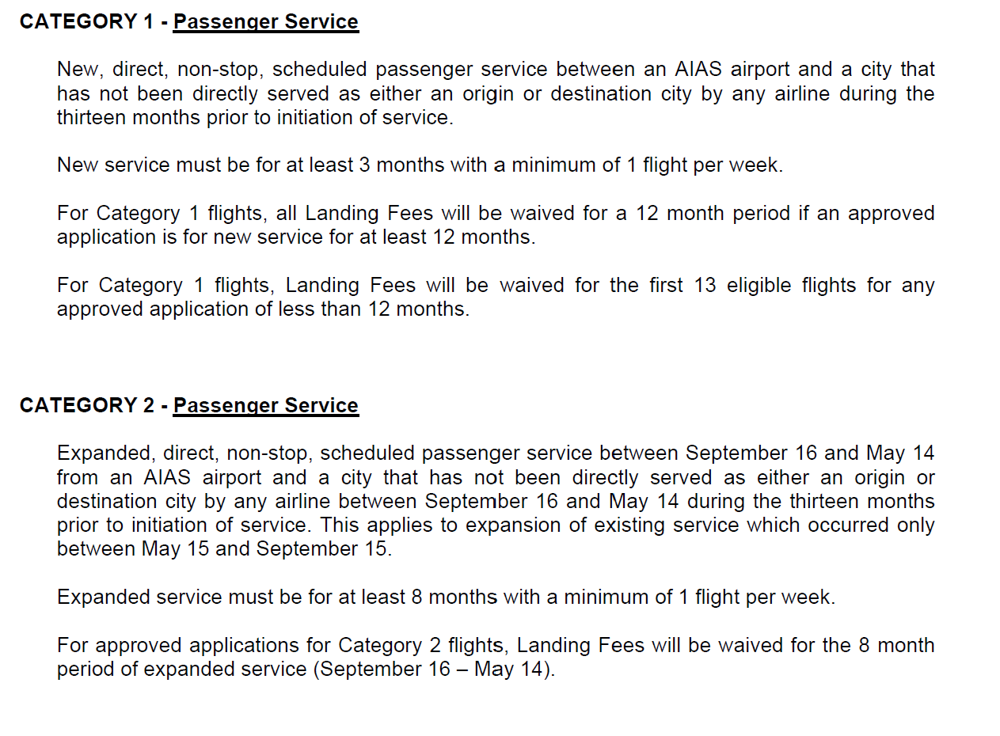 CATEGORY 1 - Passenger Service
New, direct, non-stop, scheduled passenger service between an AIAS airport and a city that
has not been directly served as either an origin or destination city by any airline during the
thirteen months prior to initiation of service.
New service must be for at least 3 months with a minimum of 1 flight per week.
For Category 1 flights, all Landing Fees will be waived for a 12 month period if an approved
application is for new service for at least 12 months.
For Category 1 flights, Landing Fees will be waived for the first 13 eligible flights for any
approved application of less than 12 months.
CATEGORY 2 - Passenger Service
Expanded, direct, non-stop, scheduled passenger service between September 16 and May 14
from an AIAS airport and a city that has not been directly served as either an origin or
destination city by any airline between September 16 and May 14 during the thirteen months
prior to initiation of service. This applies to expansion of existing service which occurred only
between May 15 and September 15.
Expanded service must be for at least 8 months with a minimum of 1 flight per week.
For approved applications for Category 2 flights, Landing Fees will be waived for the 8 month
period of expanded service (September 16 – May 14).